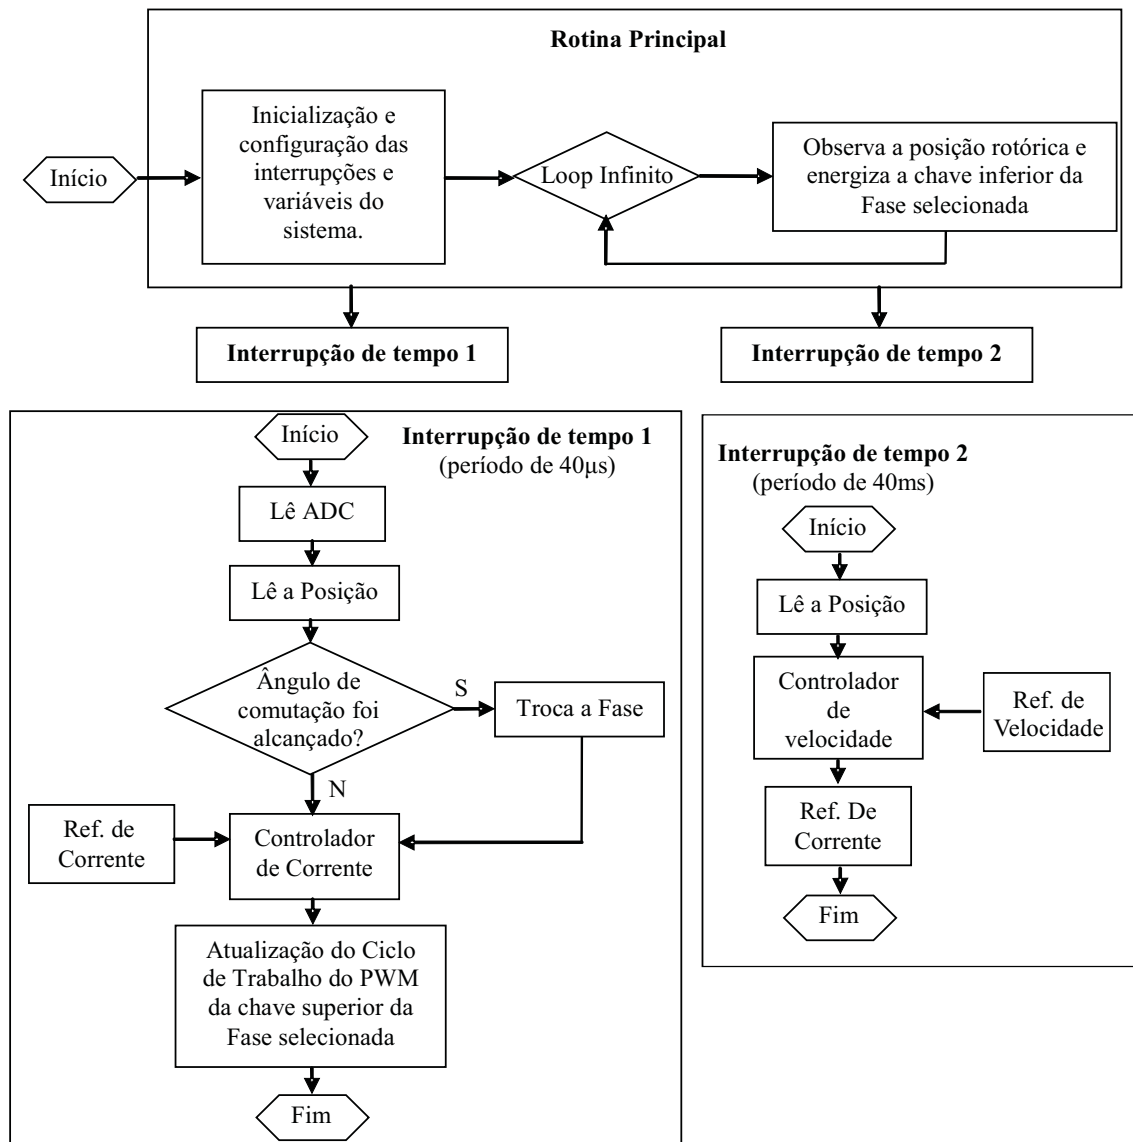 Rotina Principal
Início
Inicialização e
configuração das
interrupções e
variáveis do
sistema.
Loop Infinito
Observa a posição rotórica e
energiza a chave inferior da
Fase selecionada
Interrupção de tempo 1
Interrupção de tempo 2
Interrupção de tempo 1
(período de 40μs)
Início
Lê ADC
Lê a Posição
Ângulo de
comutação foi
alcançado?
S
Troca a Fase
N
Ref. de
Corrente
Controlador
de Corrente
Atualização do Ciclo
de Trabalho do PWM
da chave superior da
Fase selecionada
Fim
Interrupção de tempo 2
(período de 40ms)
Início
Lê a Posição
Controlador
de
velocidade
Ref. de
Velocidade
Ref. De
Corrente
Fim